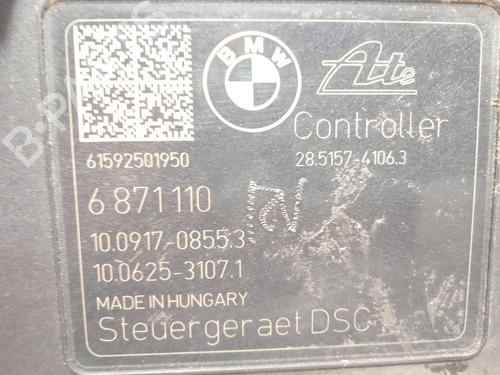 BMW
Ate
Controller
61592501950
28.5157-4106.3
6 871 110
10.0917-0855.3
10.0625-3107.1
MADE IN HUNGARY
Steuergeraet DSC